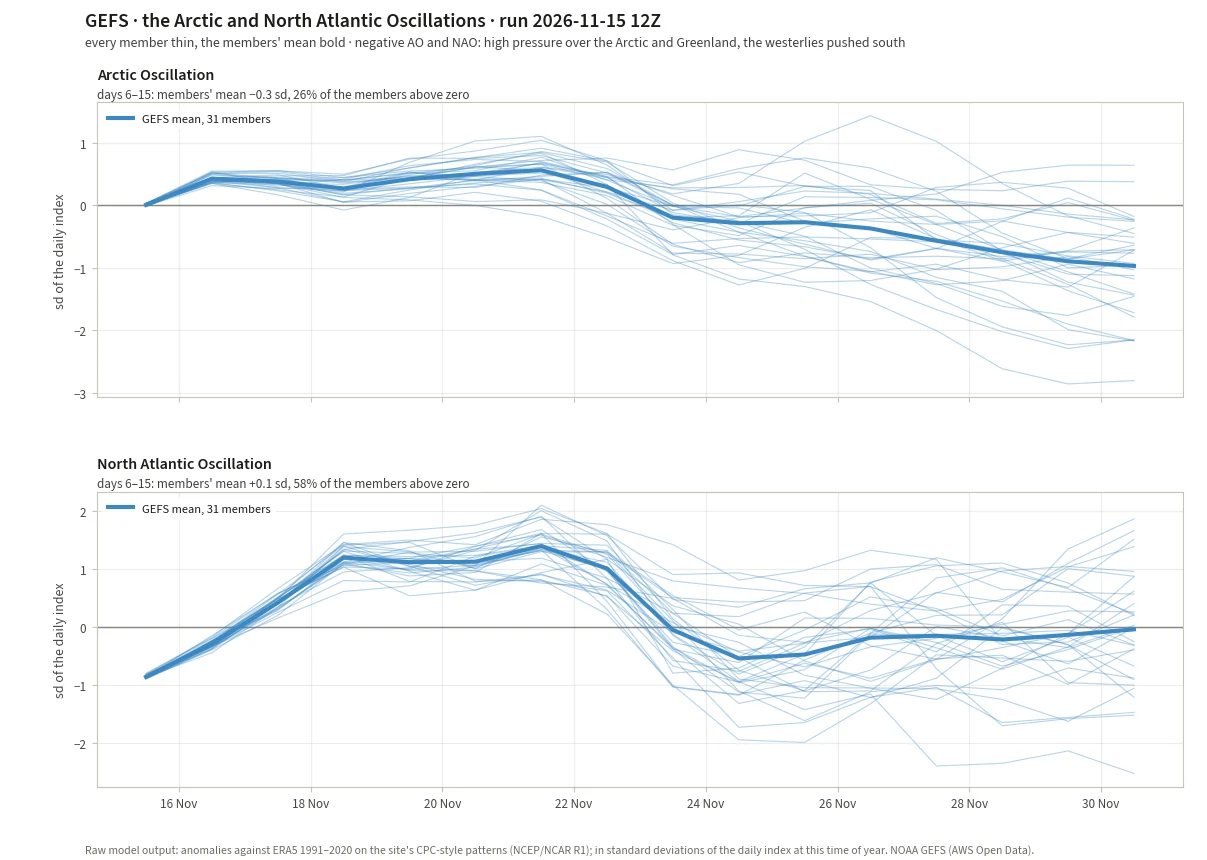 GEFS · the Arctic and North Atlantic Oscillations · run 2026-11-15 12Z
every member thin, the members' mean bold · negative AO and NAO: high pressure over the Arctic and Greenland, the westerlies pushed south
Arctic Oscillation
days 6–15: members' mean −0.3 sd, 26% of the members above zero
GEFS mean, 31 members
sd of the daily index
1
0
−1
−2
−3
North Atlantic Oscillation
days 6–15: members' mean +0.1 sd, 58% of the members above zero
GEFS mean, 31 members
sd of the daily index
2
1
0
−1
−2
16 Nov 18 Nov 20 Nov 22 Nov 24 Nov 26 Nov 28 Nov 30 Nov
Raw model output: anomalies against ERA5 1991–2020 on the site's CPC-style patterns (NCEP/NCAR R1); in standard deviations of the daily index at this time of year. NOAA GEFS (AWS Open Data).